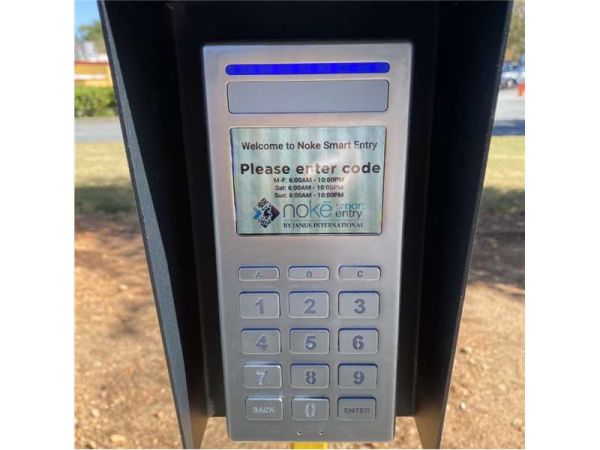 Welcome to Noke Smart Entry
Please enter code
M-F: 6:00AM - 10:00PM
Sat: 6:00AM - 10:00PM
Sun: 6:00AM - 10:00PM
nokē smart entry
BY JANUS INTERNATIONAL
A B C
1 2 3
4 5 6
7 8 9
BACK 0 ENTER